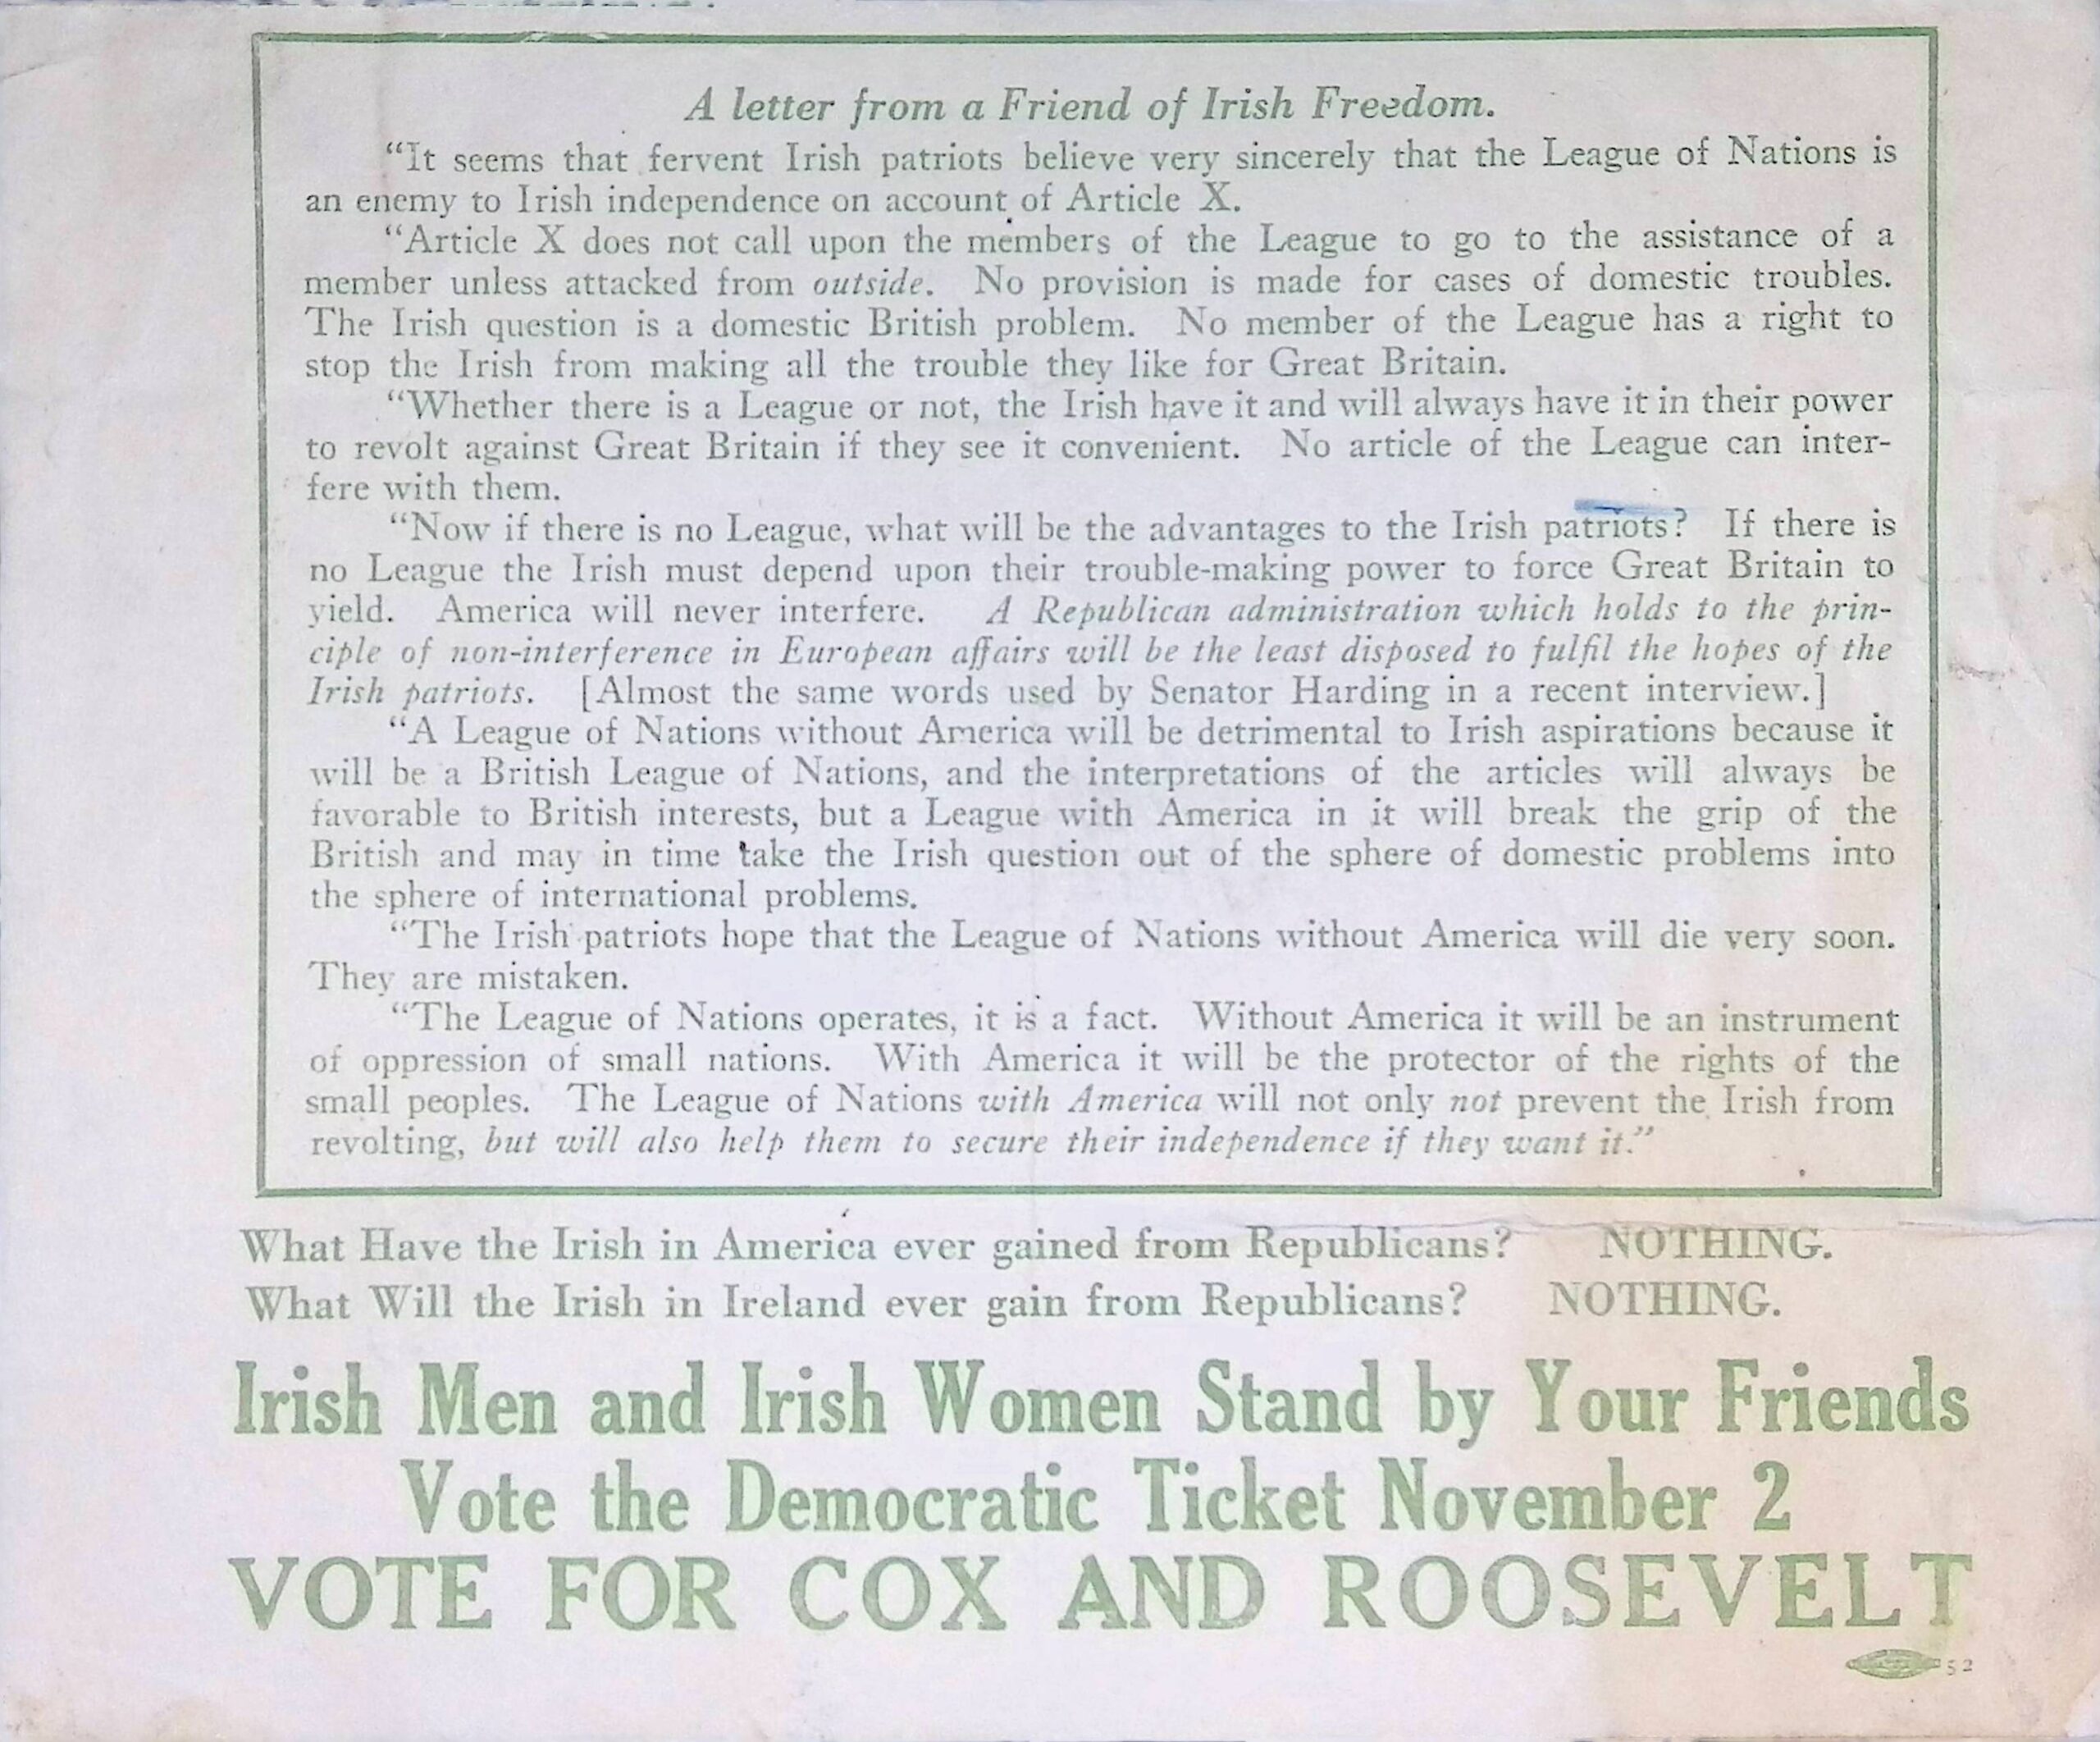 A letter from a Friend of Irish Freedom.
“It seems that fervent Irish patriots believe very sincerely that the League of Nations is
an enemy to Irish independence on account of Article X.
“Article X does not call upon the members of the League to go to the assistance of a
member unless attacked from outside. No provision is made for cases of domestic troubles.
The Irish question is a domestic British problem. No member of the League has a right to
stop the Irish from making all the trouble they like for Great Britain.
“Whether there is a League or not, the Irish have it and will always have it in their power
to revolt against Great Britain if they see it convenient. No article of the League can inter-
fere with them.
“Now if there is no League, what will be the advantages to the Irish patriots? If there is
no League the Irish must depend upon their trouble-making power to force Great Britain to
yield. America will never interfere. A Republican administration which holds to the prin-
ciple of non-interference in European affairs will be the least disposed to fulfil the hopes of the
Irish patriots. [Almost the same words used by Senator Harding in a recent interview.]
“A League of Nations without America will be detrimental to Irish aspirations because it
will be a British League of Nations, and the interpretations of the articles will always be
favorable to British interests, but a League with America in it will break the grip of the
British and may in time take the Irish question out of the sphere of domestic problems into
the sphere of international problems.
“The Irish patriots hope that the League of Nations without America will die very soon.
They are mistaken.
“The League of Nations operates, it is a fact. Without America it will be an instrument
of oppression of small nations. With America it will be the protector of the rights of the
small peoples. The League of Nations with America will not only not prevent the Irish from
revolting, but will also help them to secure their independence if they want it.”
What Have the Irish in America ever gained from Republicans? NOTHING.
What Will the Irish in Ireland ever gain from Republicans? NOTHING.
Irish Men and Irish Women Stand by Your Friends
Vote the Democratic Ticket November 2
VOTE FOR COX AND ROOSEVELT
52